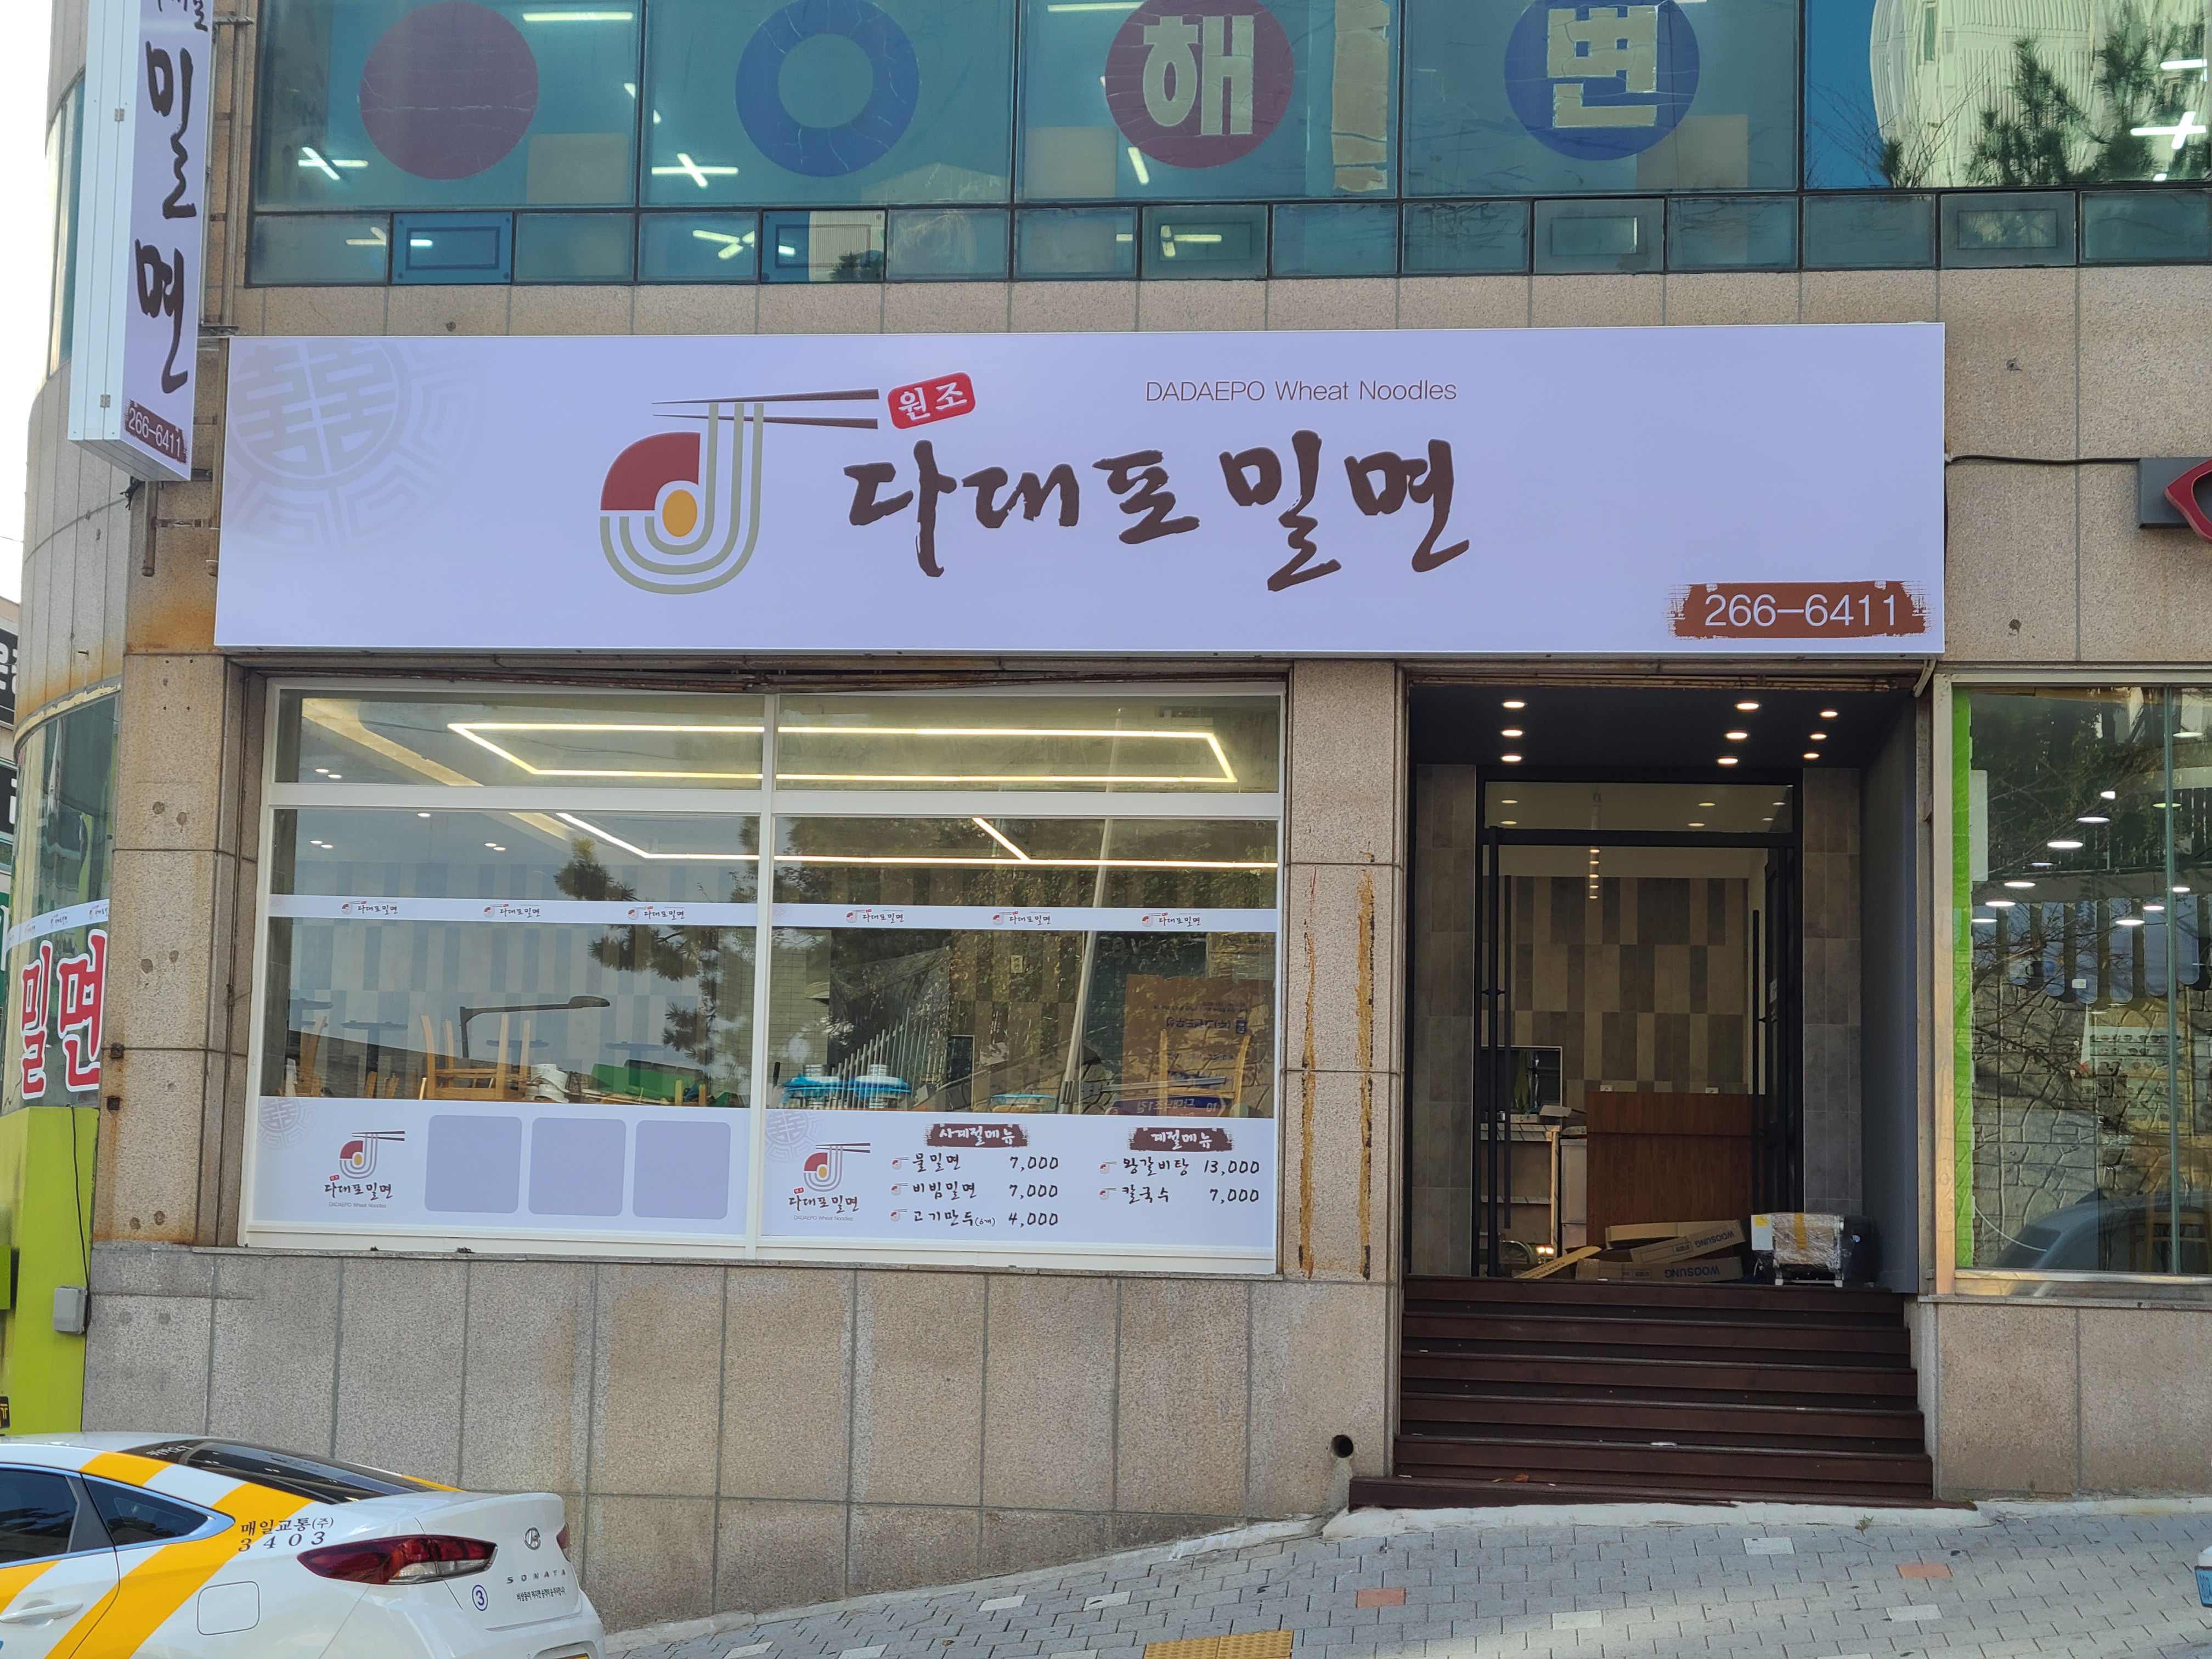 해 변
밀면
266-6411
원조
DADAEPO Wheat Noodles
다대포밀면
266-6411
다대포밀면 다대포밀면 다대포밀면 다대포밀면 다대포밀면 다대포밀면
밀면
다대포밀면
DADAEPO Wheat Noodles
다대포밀면
DADAEPO Wheat Noodles
사계절메뉴
물밀면 7,000
비빔밀면 7,000
고기만두(6개) 4,000
계절메뉴
왕갈비탕 13,000
칼국수 7,000
WOOSUNG
WOOSUNG
매일교통(주)
3403
SONATA
3